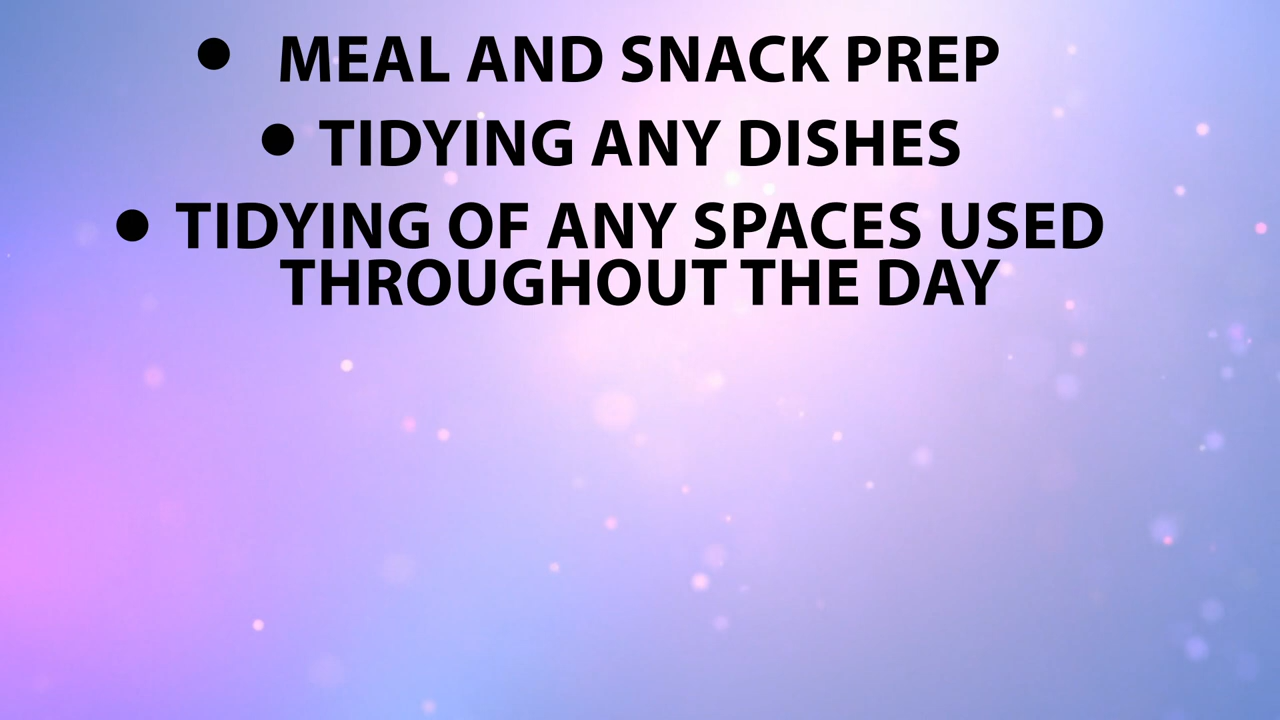 ● MEAL AND SNACK PREP
● TIDYING ANY DISHES
● TIDYING OF ANY SPACES USED
THROUGHOUT THE DAY